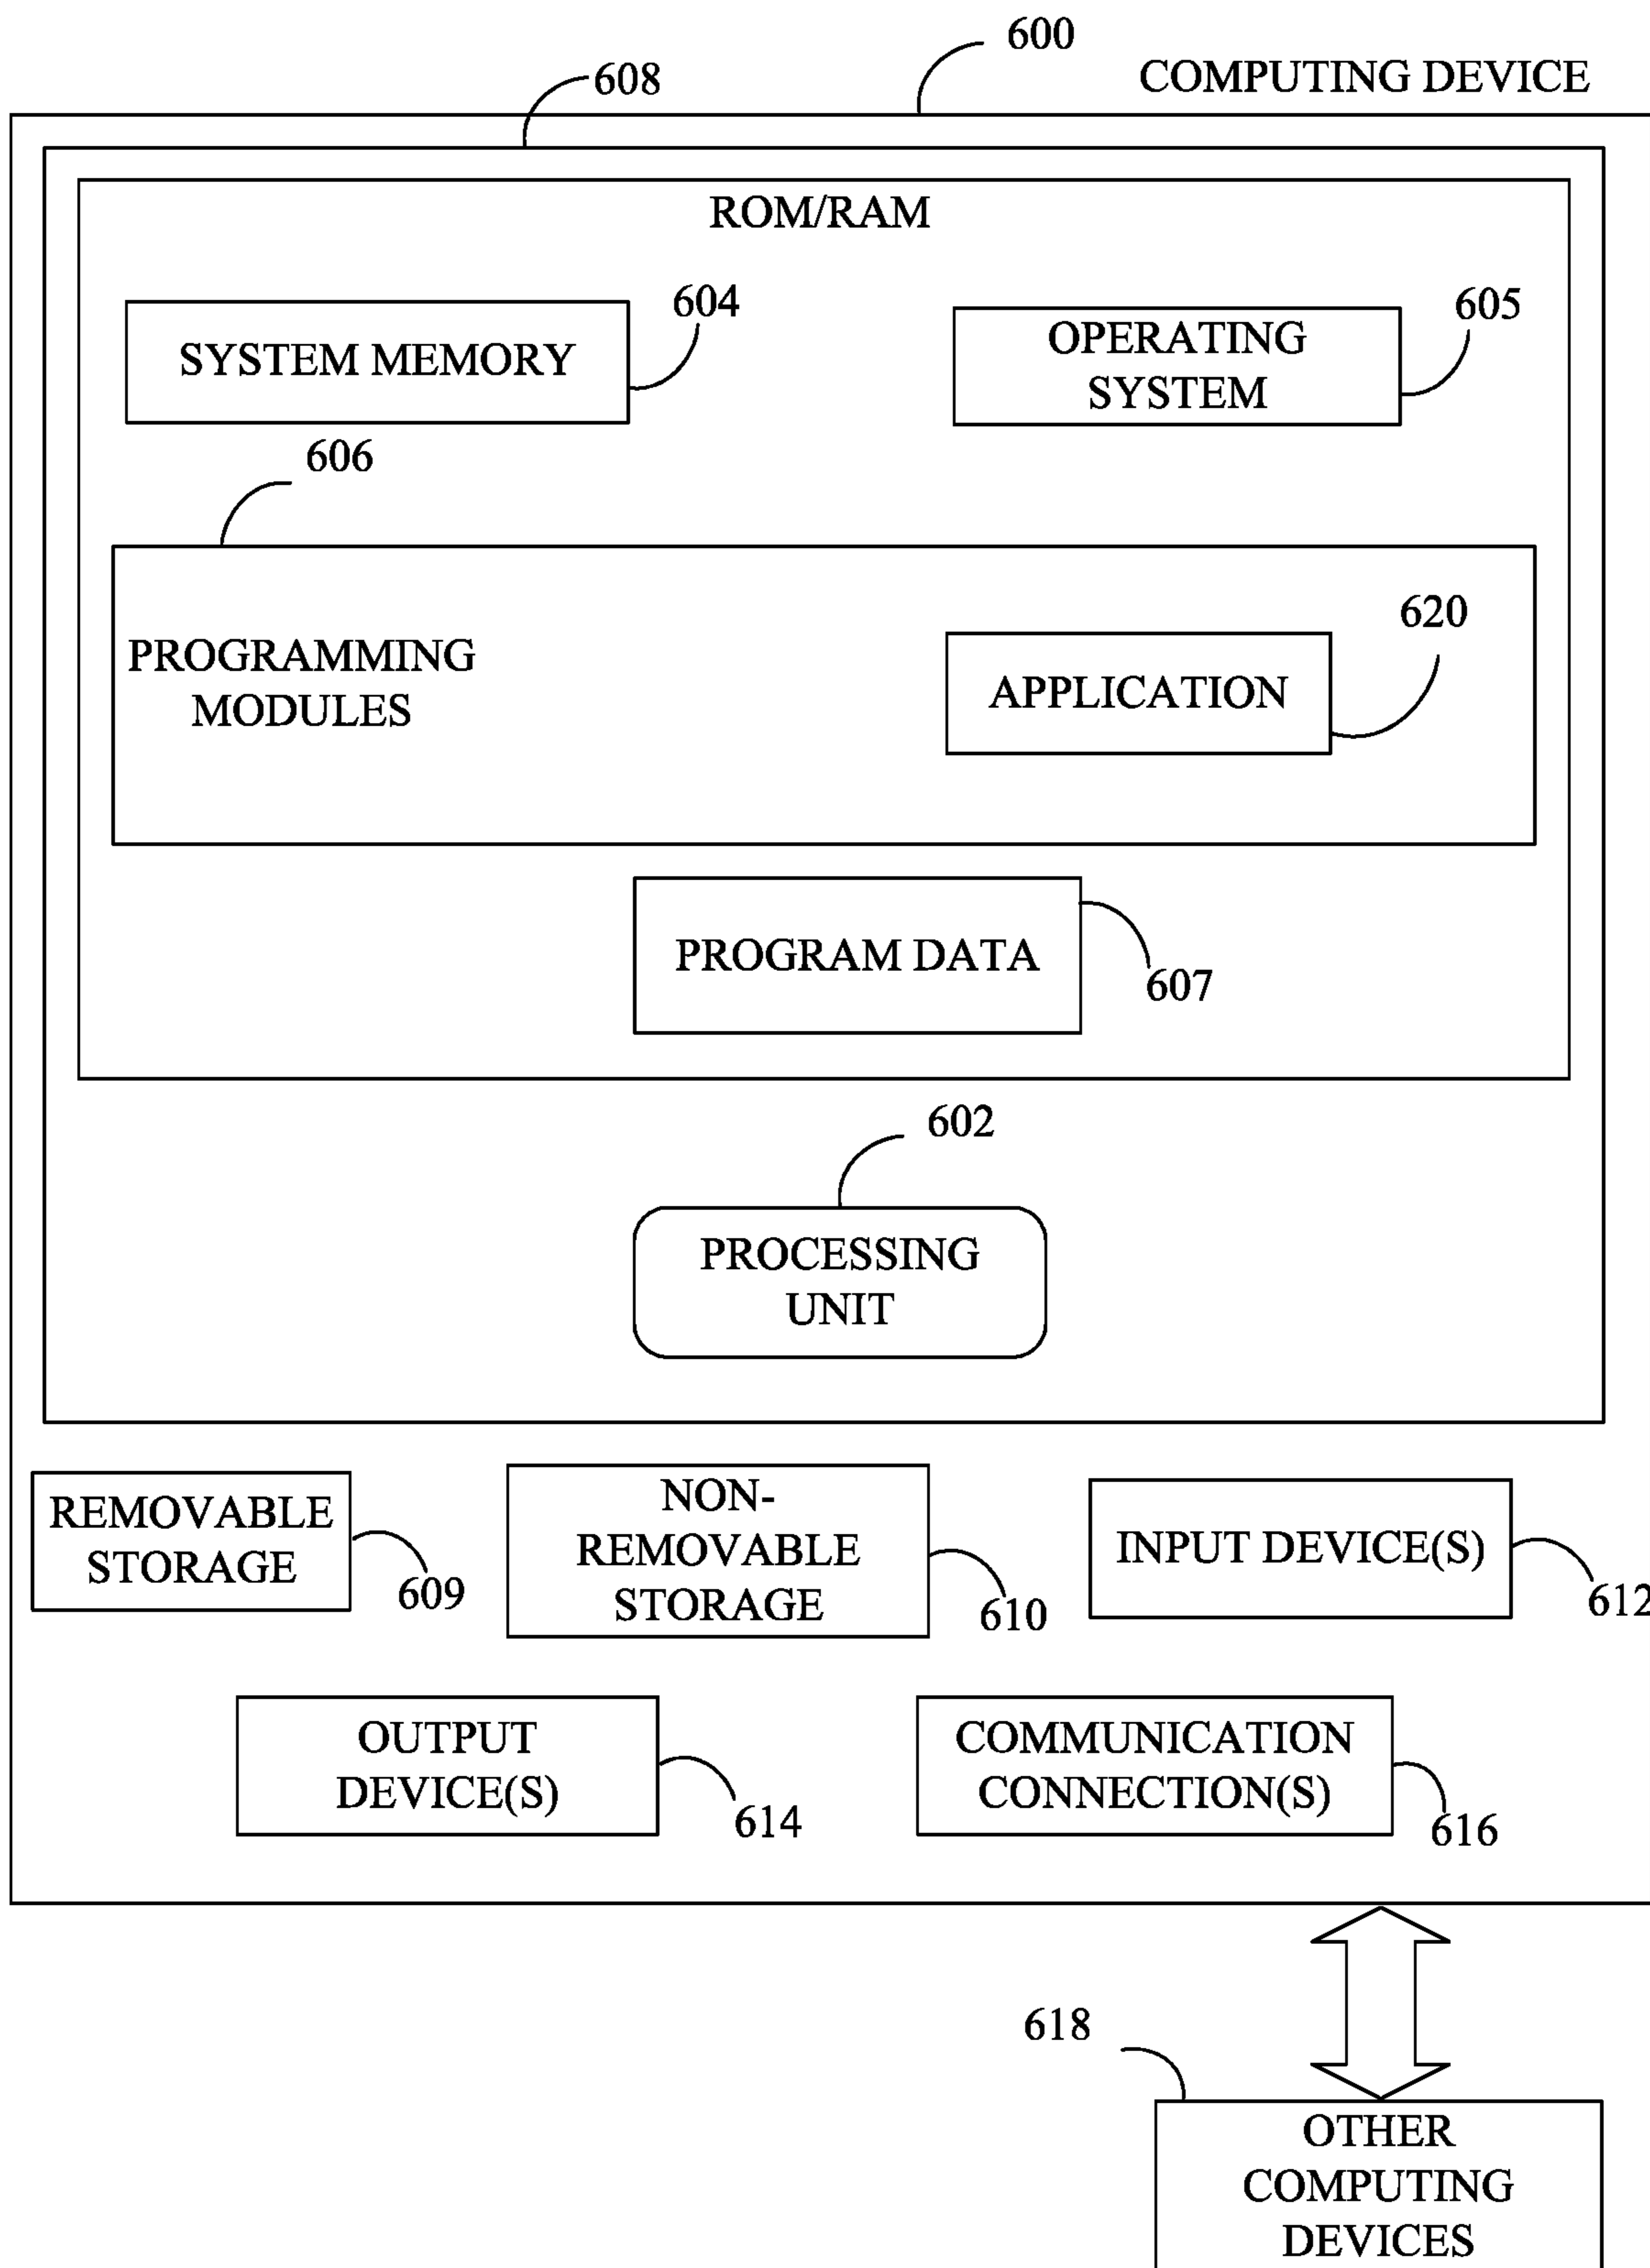 600
608
COMPUTING DEVICE
ROM/RAM
604
605
SYSTEM MEMORY
OPERATING
SYSTEM
606
620
PROGRAMMING
MODULES
APPLICATION
PROGRAM DATA
607
602
PROCESSING
UNIT
REMOVABLE
STORAGE
609
NON-
REMOVABLE
STORAGE
610
INPUT DEVICE(S)
612
OUTPUT
DEVICE(S)
614
COMMUNICATION
CONNECTION(S)
616
618
OTHER
COMPUTING
DEVICES